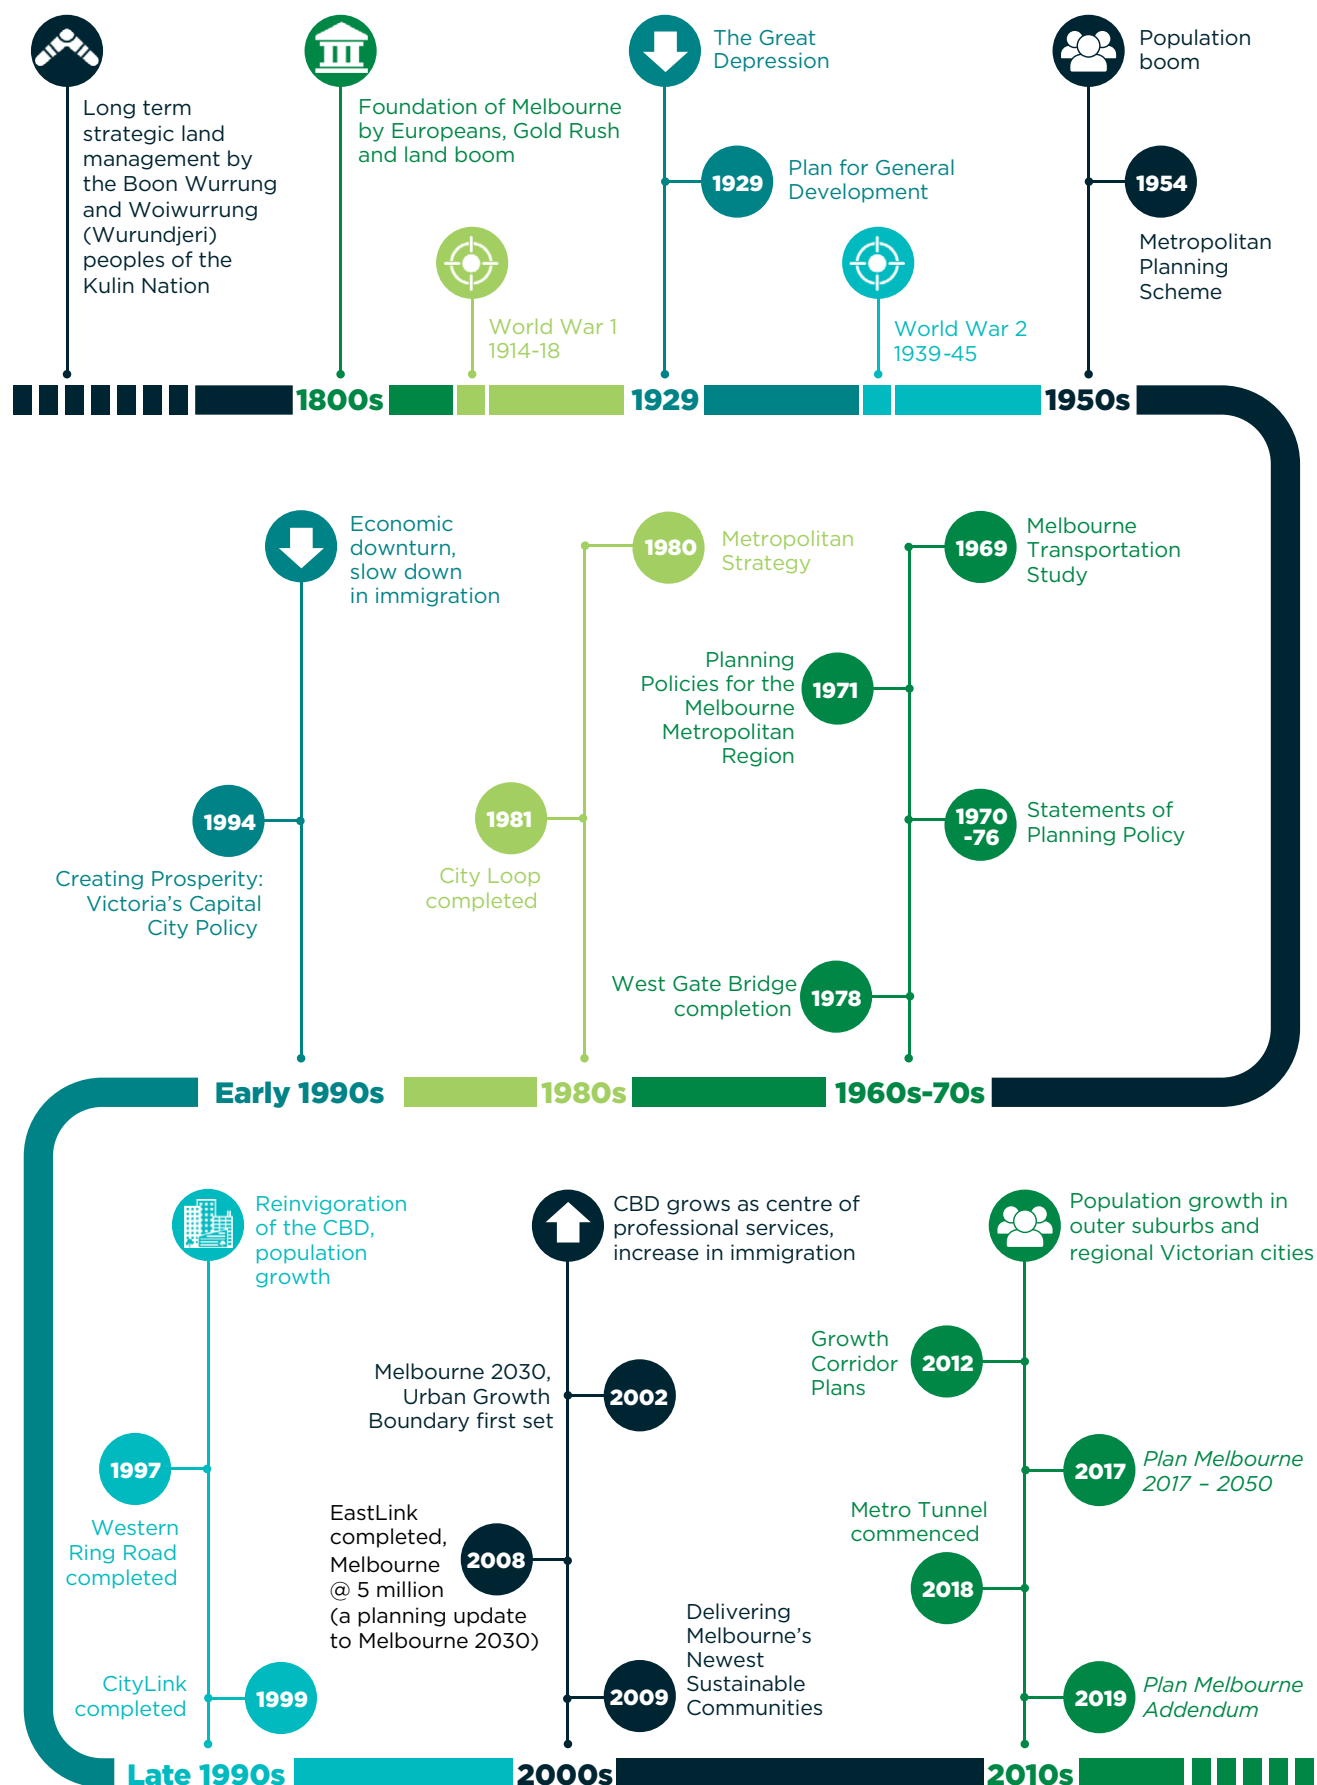 Long term
strategic land
management by
the Boon Wurrung
and Woiwurrung
(Wurundjeri)
peoples of the
Kulin Nation
Foundation of Melbourne
by Europeans, Gold Rush
and land boom
World War 1
1914-18
The Great
Depression
1929
Plan for General
Development
World War 2
1939-45
Population
boom
1954
Metropolitan
Planning
Scheme
1800s
1929
1950s
Economic
downturn,
slow down
in immigration
1994
Creating Prosperity:
Victoria's Capital
City Policy
1980
Metropolitan
Strategy
1981
City Loop
completed
1969
Melbourne
Transportation
Study
Planning
Policies for the
Melbourne
Metropolitan
Region
1971
1970
-76
Statements of
Planning Policy
West Gate Bridge
completion
1978
Early 1990s
1980s
1960s-70s
Reinvigoration
of the CBD,
population
growth
1997
Western
Ring Road
completed
CityLink
completed
1999
CBD grows as centre of
professional services,
increase in immigration
Melbourne 2030,
Urban Growth
Boundary first set
2002
EastLink
completed,
Melbourne
@ 5 million
(a planning update
to Melbourne 2030)
2008
Delivering
Melbourne's
Newest
Sustainable
Communities
2009
Population growth in
outer suburbs and
regional Victorian cities
Growth
Corridor
Plans
2012
2017
Plan Melbourne
2017 – 2050
Metro Tunnel
commenced
2018
2019
Plan Melbourne
Addendum
Late 1990s
2000s
2010s